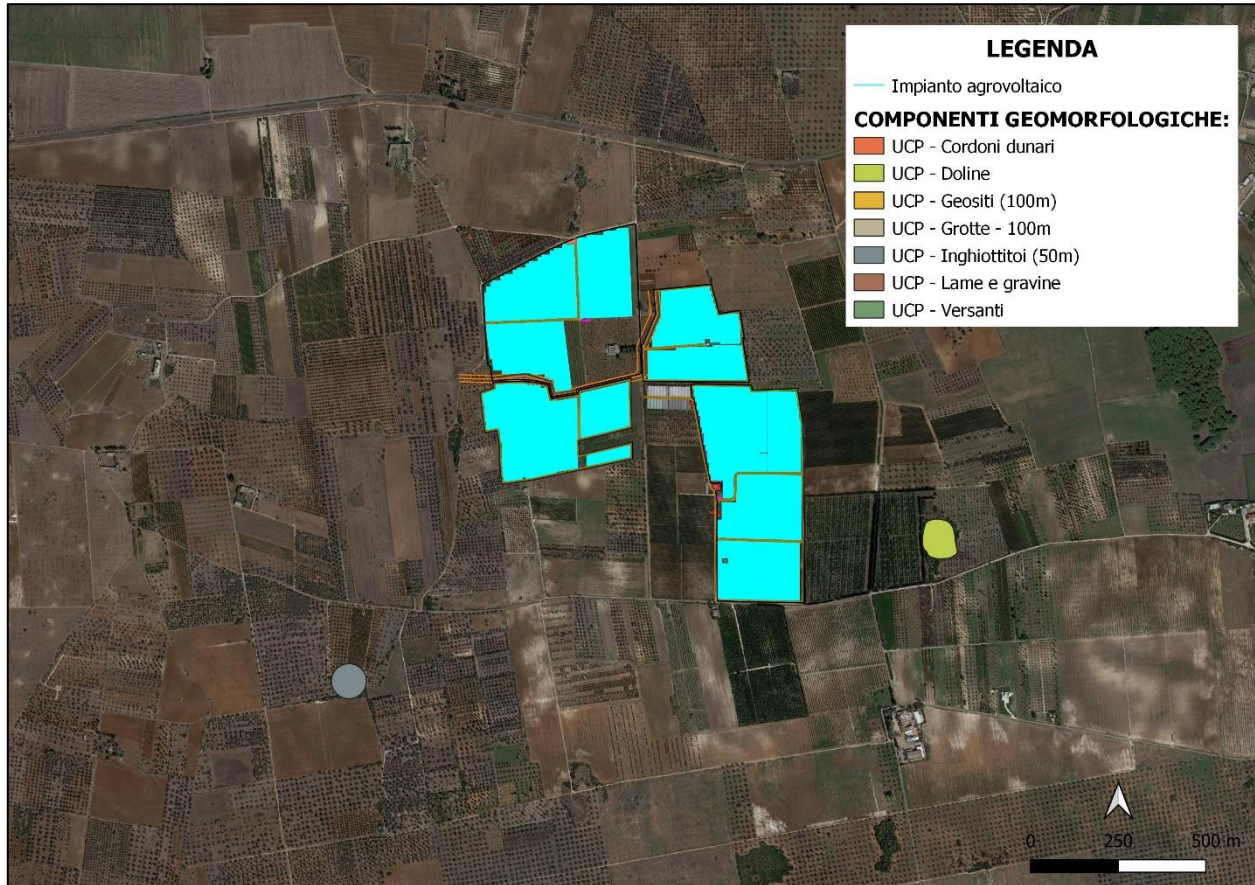 LEGENDA
Impianto agrovoltaico
COMPONENTI GEOMORFOLOGICHE:
UCP - Cordoni dunari
UCP - Doline
UCP - Geositi (100m)
UCP - Grotte - 100m
UCP - Inghiottitoi (50m)
UCP - Lame e gravine
UCP - Versanti
0 250 500 m